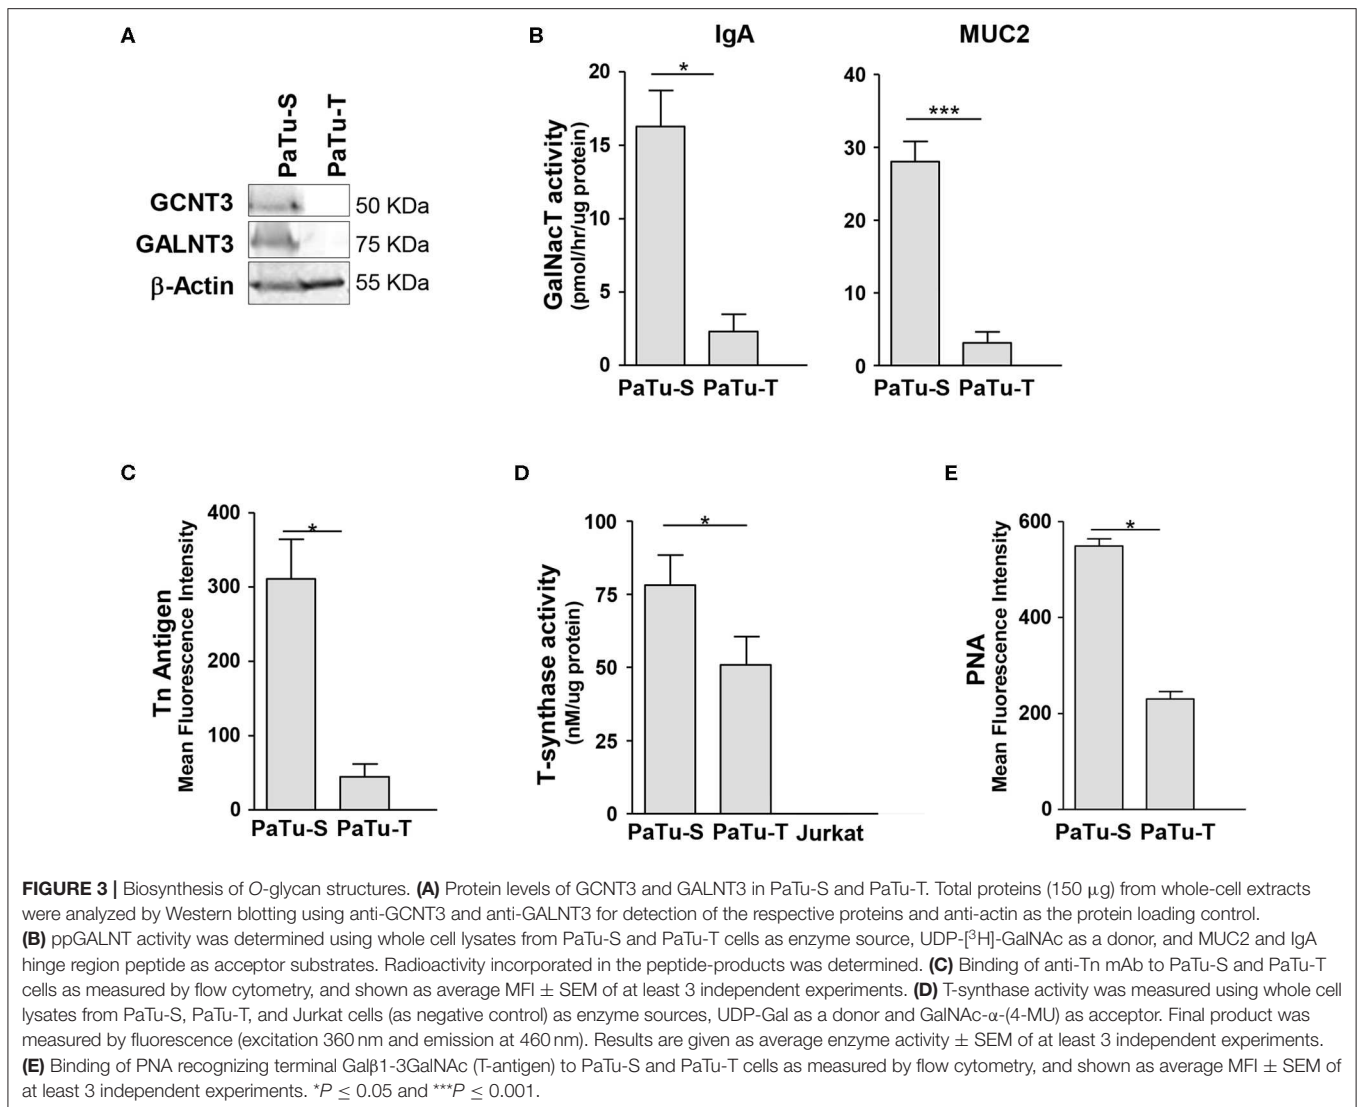 A
PaTu-S
PaTu-T
GCNT3
50 KDa
GALNT3
75 KDa
β-Actin
55 KDa
B
IgA
MUC2
GalNacT activity
(pmol/hr/ug protein)
20
15
10
5
0
*
PaTu-S PaTu-T
40
30
20
10
0
***
PaTu-S PaTu-T
C
Tn Antigen
Mean Fluorescence Intensity
400
300
200
100
0
*
PaTu-S PaTu-T
D
T-synthase activity
(nM/ug protein)
100
75
50
25
0
*
PaTu-S PaTu-T Jurkat
E
PNA
Mean Fluorescence Intensity
600
400
200
0
*
PaTu-S PaTu-T
FIGURE 3 | Biosynthesis of O-glycan structures. (A) Protein levels of GCNT3 and GALNT3 in PaTu-S and PaTu-T. Total proteins (150 μg) from whole-cell extracts
were analyzed by Western blotting using anti-GCNT3 and anti-GALNT3 for detection of the respective proteins and anti-actin as the protein loading control.
(B) ppGALNT activity was determined using whole cell lysates from PaTu-S and PaTu-T cells as enzyme source, UDP-[³H]-GalNAc as a donor, and MUC2 and IgA
hinge region peptide as acceptor substrates. Radioactivity incorporated in the peptide-products was determined. (C) Binding of anti-Tn mAb to PaTu-S and PaTu-T
cells as measured by flow cytometry, and shown as average MFI ± SEM of at least 3 independent experiments. (D) T-synthase activity was measured using whole cell
lysates from PaTu-S, PaTu-T, and Jurkat cells (as negative control) as enzyme sources, UDP-Gal as a donor and GalNAc-α-(4-MU) as acceptor. Final product was
measured by fluorescence (excitation 360 nm and emission at 460 nm). Results are given as average enzyme activity ± SEM of at least 3 independent experiments.
(E) Binding of PNA recognizing terminal Galβ1-3GalNAc (T-antigen) to PaTu-S and PaTu-T cells as measured by flow cytometry, and shown as average MFI ± SEM of
at least 3 independent experiments. *P ≤ 0.05 and ***P ≤ 0.001.